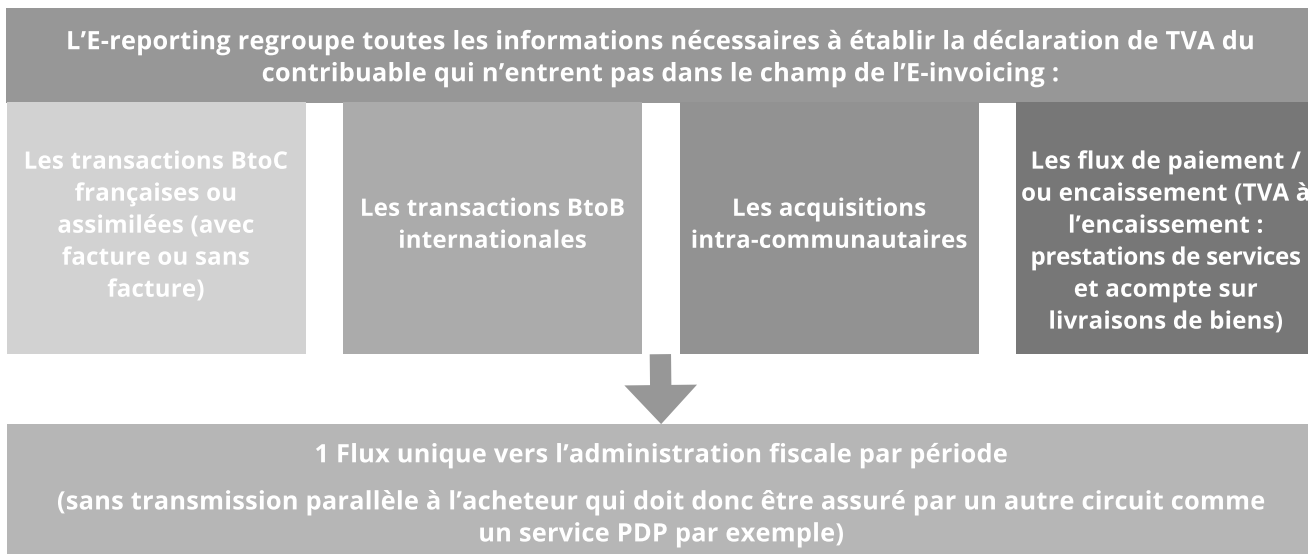 L’E-reporting regroupe toutes les informations nécessaires à établir la déclaration de TVA du
contribuable qui n’entrent pas dans le champ de l’E-invoicing :
Les transactions BtoC
françaises ou
assimilées (avec
facture ou sans
facture)
Les transactions BtoB
internationales
Les acquisitions
intra-communautaires
Les flux de paiement /
ou encaissement (TVA à
l’encaissement :
prestations de services
et acompte sur
livraisons de biens)
1 Flux unique vers l’administration fiscale par période
(sans transmission parallèle à l’acheteur qui doit donc être assuré par un autre circuit comme
un service PDP par exemple)